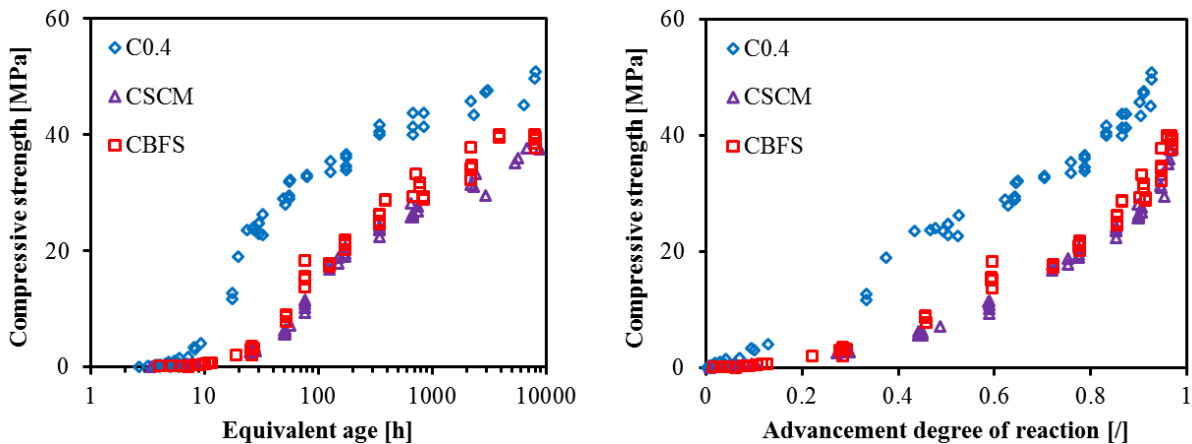 Compressive strength [MPa]
60
40
20
0
C0.4
CSCM
CBFS
1
10
100
1000
10000
Equivalent age [h]
Compressive strength [MPa]
60
40
20
0
C0.4
CSCM
CBFS
0
0.2
0.4
0.6
0.8
1
Advancement degree of reaction [/]